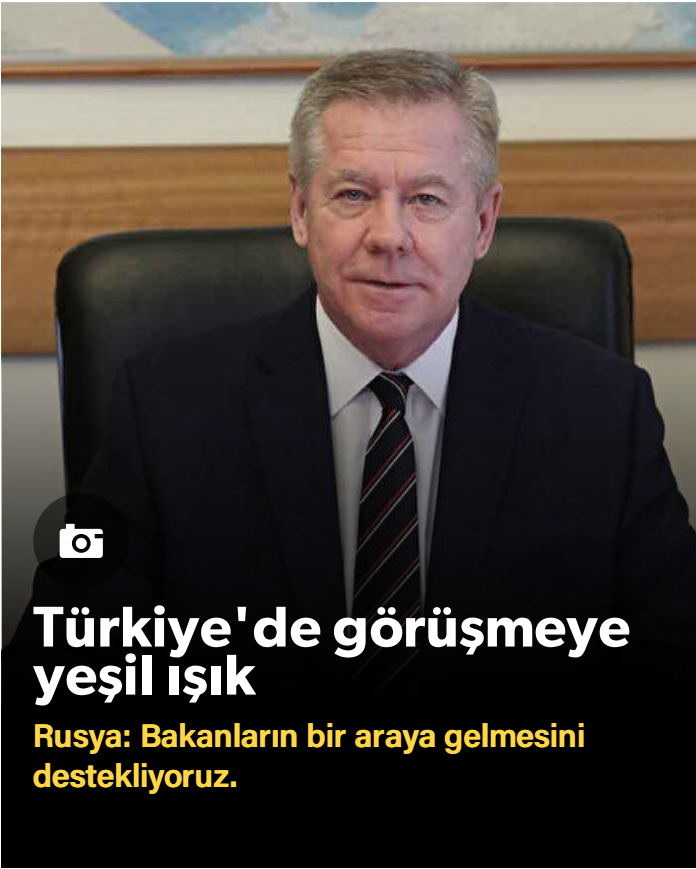 Türkiye'de görüşmeye
yeşil ışık
Rusya: Bakanların bir araya gelmesini
destekliyoruz.